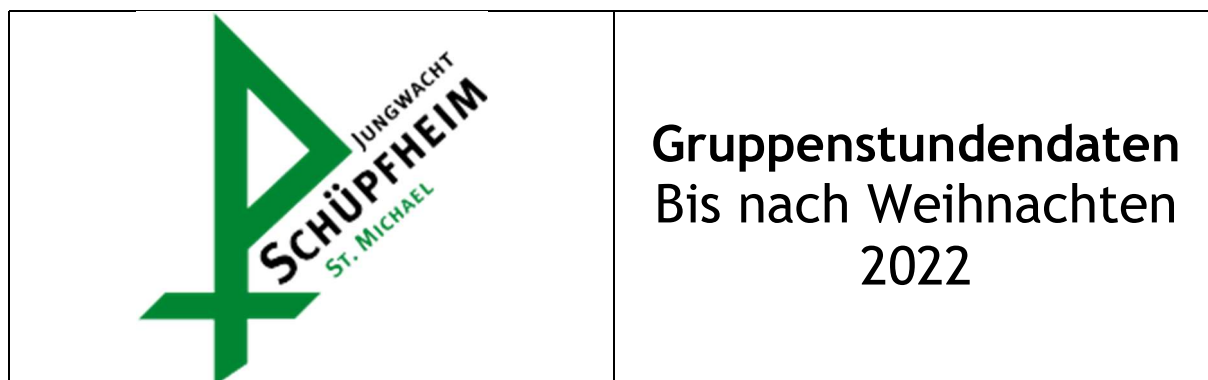 JUNGWACHT
SCHÜPFHEIM
ST. MICHAEL
Gruppenstundendaten
Bis nach Weihnachten
2022